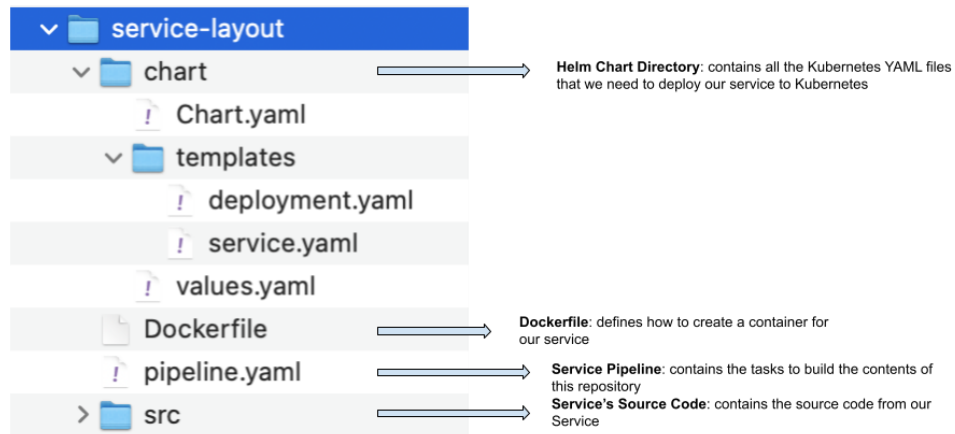 service-layout
chart
Helm Chart Directory: contains all the Kubernetes YAML files
that we need to deploy our service to Kubernetes
Chart.yaml
templates
deployment.yaml
service.yaml
values.yaml
Dockerfile
Dockerfile: defines how to create a container for
our service
pipeline.yaml
Service Pipeline: contains the tasks to build the contents of
this repository
src
Service's Source Code: contains the source code from our
Service